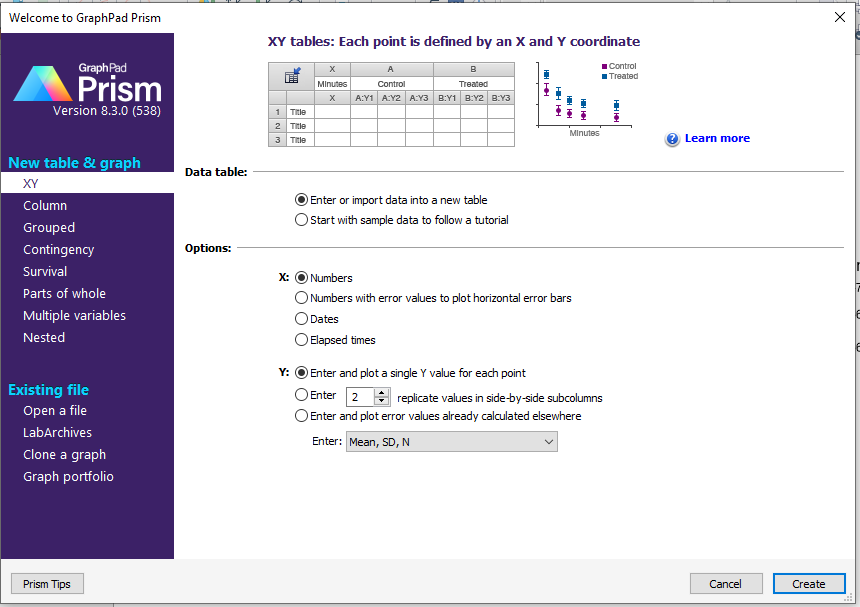 Welcome to GraphPad Prism
GraphPad
Prism
Version 8.3.0 (538)
New table & graph
XY
Column
Grouped
Contingency
Survival
Parts of whole
Multiple variables
Nested
Existing file
Open a file
LabArchives
Clone a graph
Graph portfolio
XY tables: Each point is defined by an X and Y coordinate
X A B
Minutes Control Treated
X A:Y1 A:Y2 A:Y3 B:Y1 B:Y2 B:Y3
1 Title
2 Title
3 Title
Control
Treated
Minutes
Learn more
Data table:
Enter or import data into a new table
Start with sample data to follow a tutorial
Options:
X: Numbers
Numbers with error values to plot horizontal error bars
Dates
Elapsed times
Y: Enter and plot a single Y value for each point
Enter 2 replicate values in side-by-side subcolumns
Enter and plot error values already calculated elsewhere
Enter: Mean, SD, N
Prism Tips
Cancel
Create